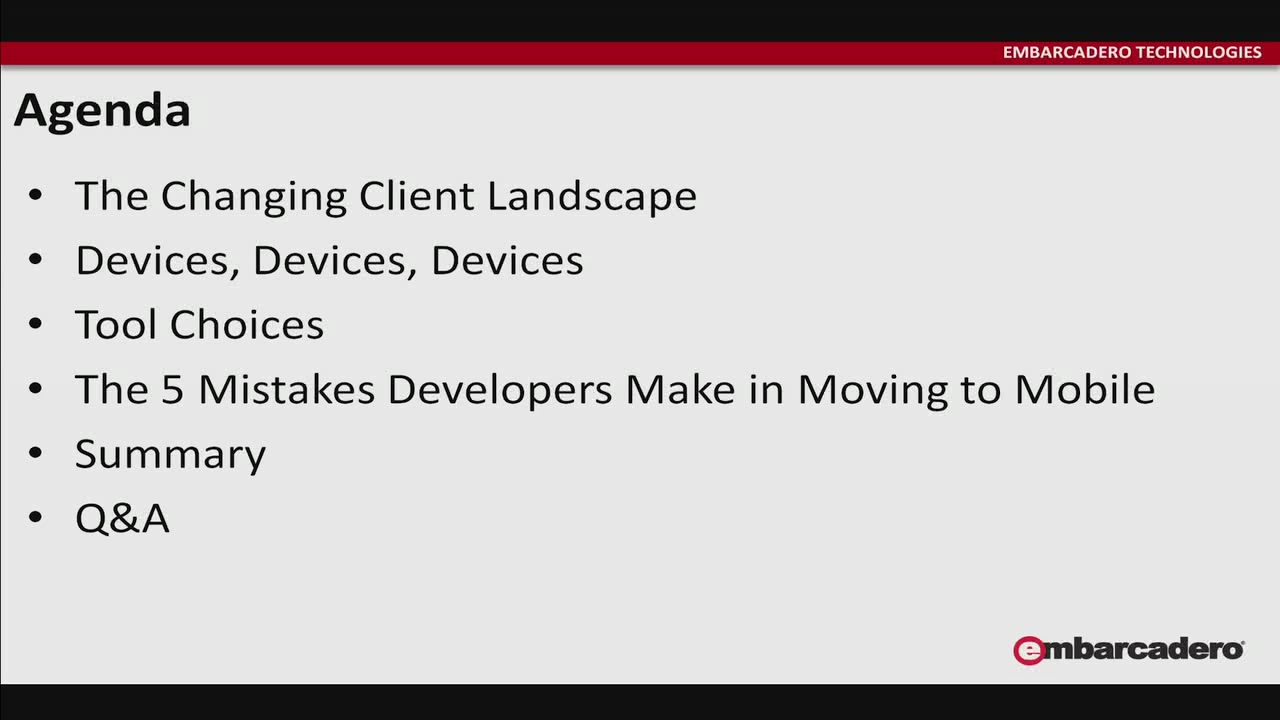 EMBARCADERO TECHNOLOGIES
Agenda
• The Changing Client Landscape
• Devices, Devices, Devices
• Tool Choices
• The 5 Mistakes Developers Make in Moving to Mobile
• Summary
• Q&A
embarcadero